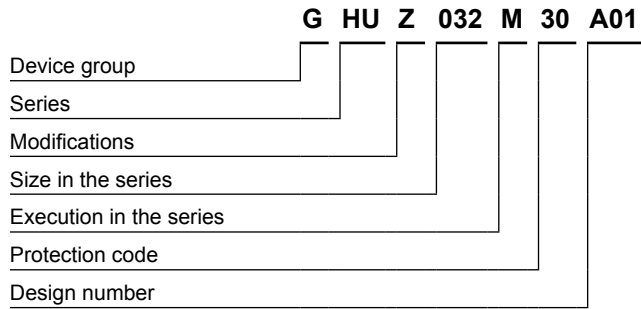 G HU Z 032 M 30 A01
Device group
Series
Modifications
Size in the series
Execution in the series
Protection code
Design number